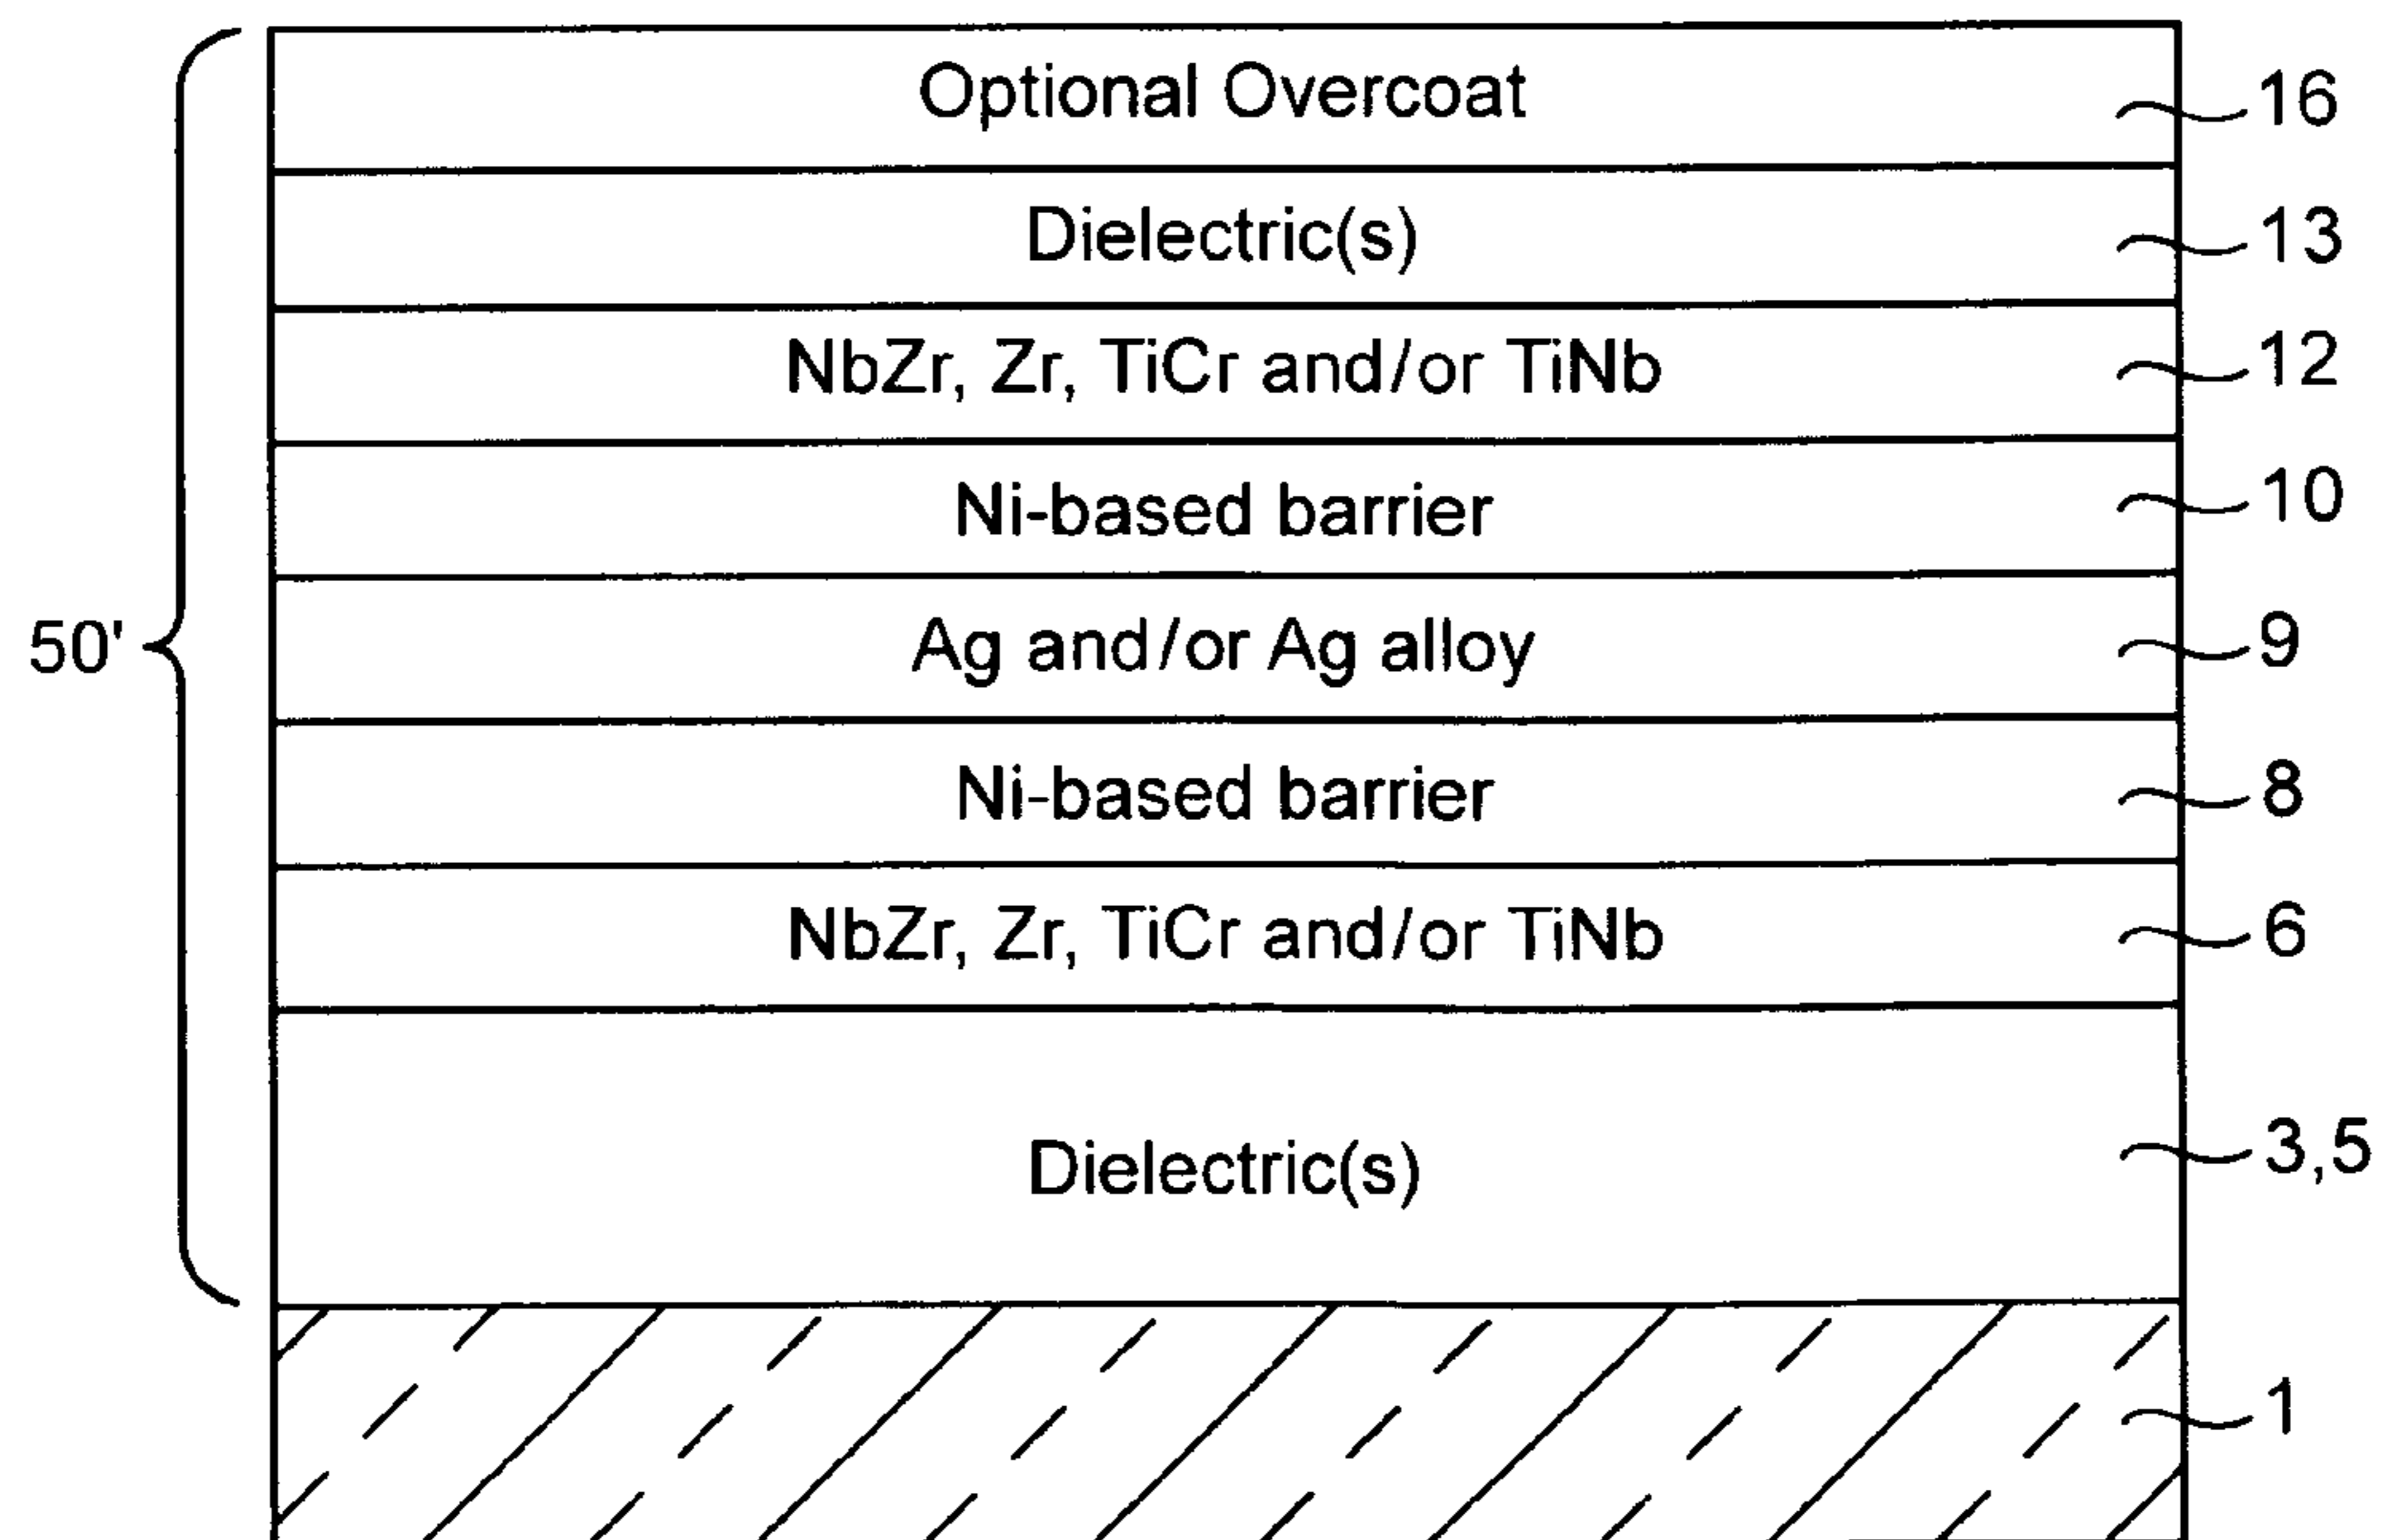 Optional Overcoat 16
Dielectric(s) 13
NbZr, Zr, TiCr and/or TiNb 12
Ni-based barrier 10
50' Ag and/or Ag alloy 9
Ni-based barrier 8
NbZr, Zr, TiCr and/or TiNb 6
Dielectric(s) 3,5
1